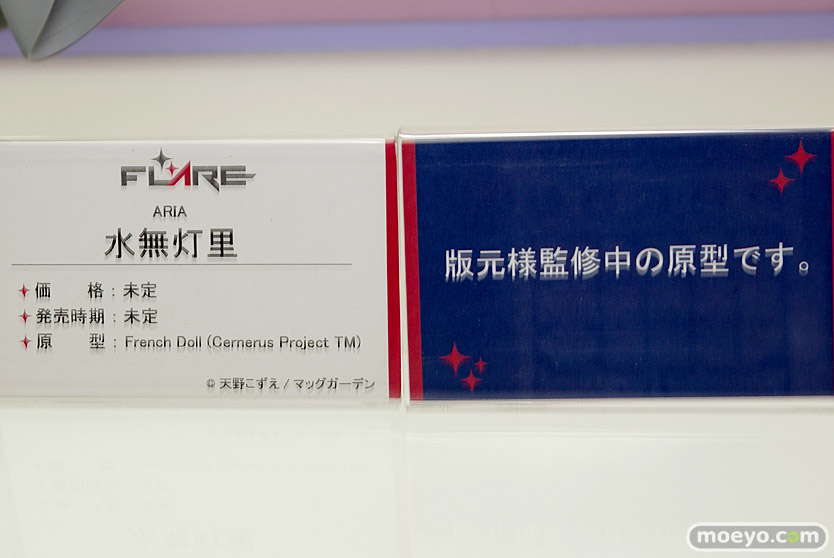 FLARE
ARIA
水無灯里
価　格：未定
発売時期：未定
原　型：French Doll (Cernerus Project TM)
© 天野こずえ / マッグガーデン
版元様監修中の原型です。
moeyo.com